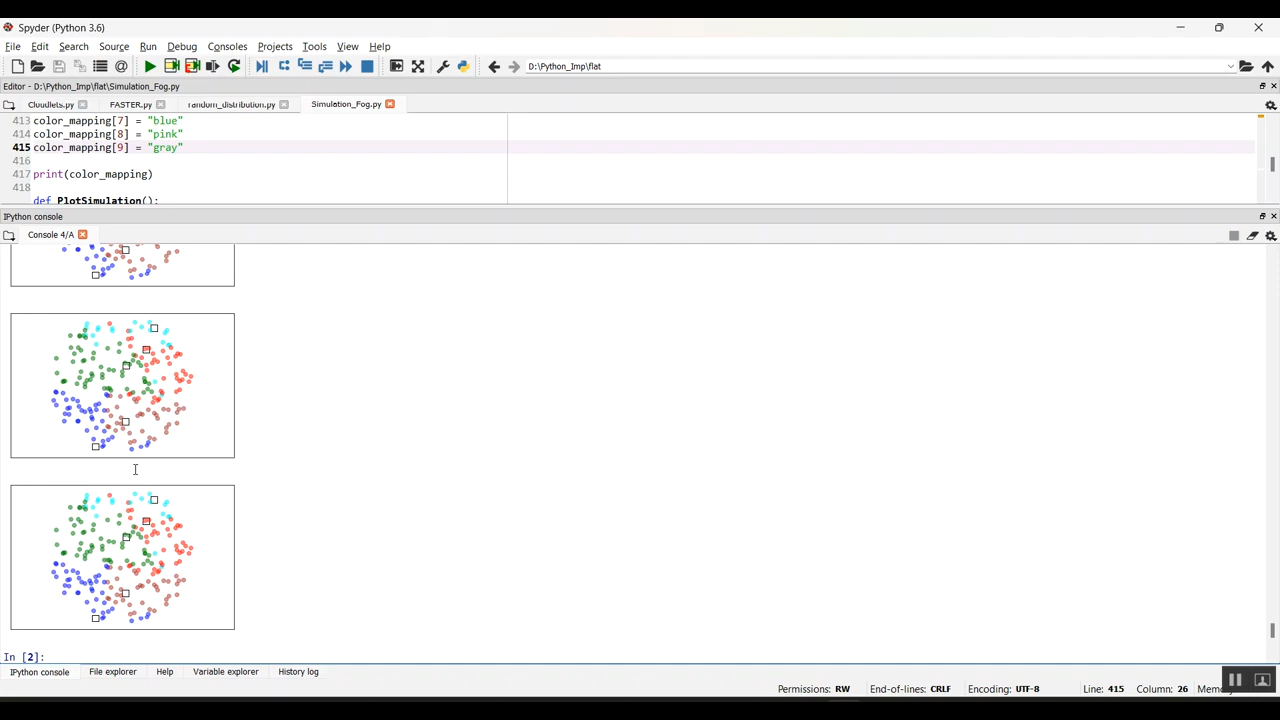 Spyder (Python 3.6)
File Edit Search Source Run Debug Consoles Projects Tools View Help
D:\Python_Imp\flat
Editor - D:\Python_Imp\flat\Simulation_Fog.py
Cloudlets.py FASTER.py random_distribution.py Simulation_Fog.py
413 color_mapping[7] = "blue"
414 color_mapping[8] = "pink"
415 color_mapping[9] = "gray"
416
417 print(color_mapping)
418
def PlotSimulation():
IPython console
Console 4/A
In [2]:
IPython console File explorer Help Variable explorer History log
Permissions: RW End-of-lines: CRLF Encoding: UTF-8 Line: 415 Column: 26